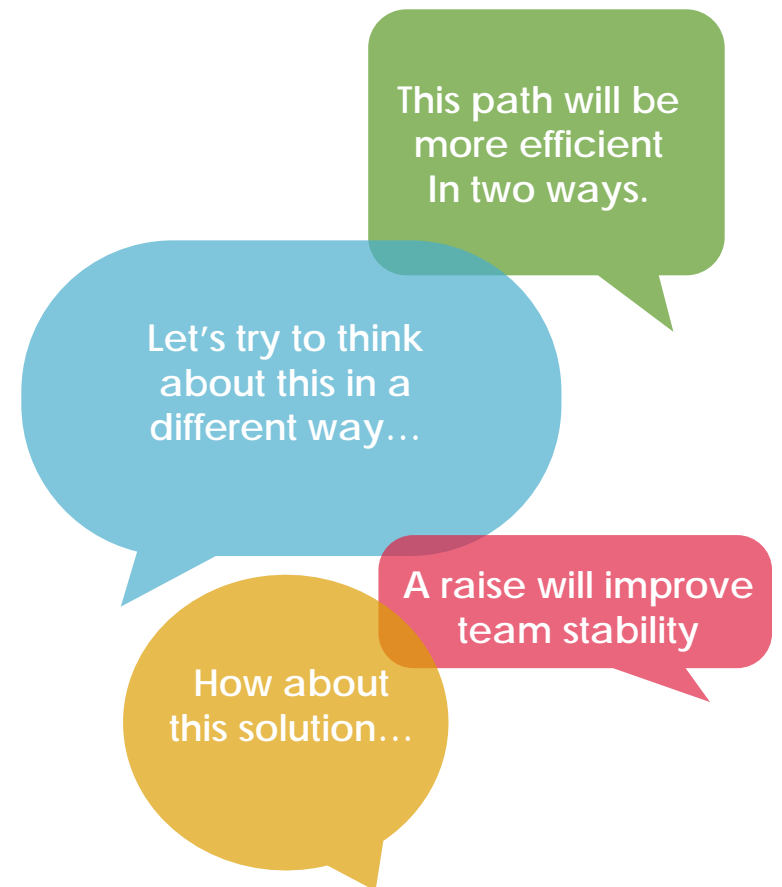 This path will be
more efficient
In two ways.
Let’s try to think
about this in a
different way…
A raise will improve
team stability
How about
this solution…